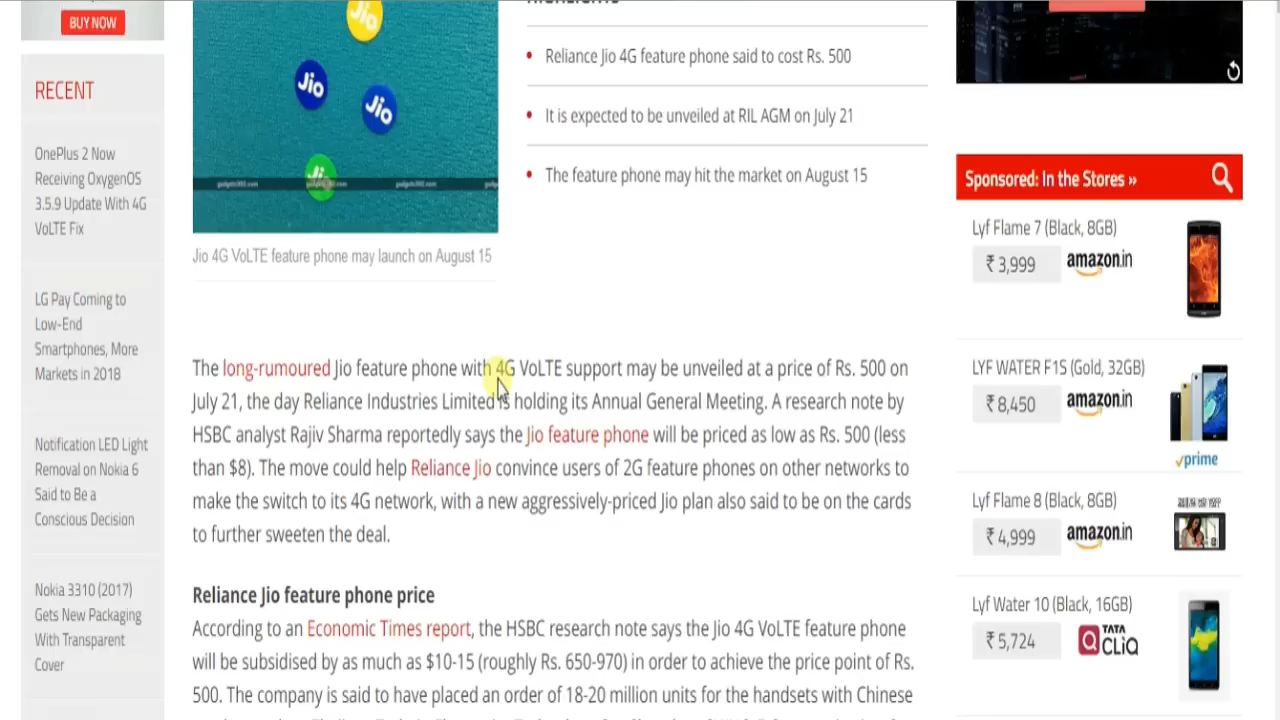 BUY NOW
RECENT
OnePlus 2 Now
Receiving OxygenOS
3.5.9 Update With 4G
VoLTE Fix
LG Pay Coming to
Low-End
Smartphones, More
Markets in 2018
Notification LED Light
Removal on Nokia 6
Said to Be a
Conscious Decision
Nokia 3310 (2017)
Gets New Packaging
With Transparent
Cover
Jio
Jio
Jio
Jio
gadgets360.com gadgets360.com gadgets360.com
Jio 4G VoLTE feature phone may launch on August 15
HIGHLIGHTS
Reliance Jio 4G feature phone said to cost Rs. 500
It is expected to be unveiled at RIL AGM on July 21
The feature phone may hit the market on August 15
The long-rumoured Jio feature phone with 4G VoLTE support may be unveiled at a price of Rs. 500 on
July 21, the day Reliance Industries Limited is holding its Annual General Meeting. A research note by
HSBC analyst Rajiv Sharma reportedly says the Jio feature phone will be priced as low as Rs. 500 (less
than $8). The move could help Reliance Jio convince users of 2G feature phones on other networks to
make the switch to its 4G network, with a new aggressively-priced Jio plan also said to be on the cards
to further sweeten the deal.
Reliance Jio feature phone price
According to an Economic Times report, the HSBC research note says the Jio 4G VoLTE feature phone
will be subsidised by as much as $10-15 (roughly Rs. 650-970) in order to achieve the price point of Rs.
500. The company is said to have placed an order of 18-20 million units for the handsets with Chinese
Sponsored: In the Stores »
Lyf Flame 7 (Black, 8GB)
₹ 3,999 amazon.in
LYF WATER F1S (Gold, 32GB)
₹ 8,450 amazon.in
prime
Lyf Flame 8 (Black, 8GB)
₹ 4,999 amazon.in
Lyf Water 10 (Black, 16GB)
₹ 5,724 TATA CLiQ